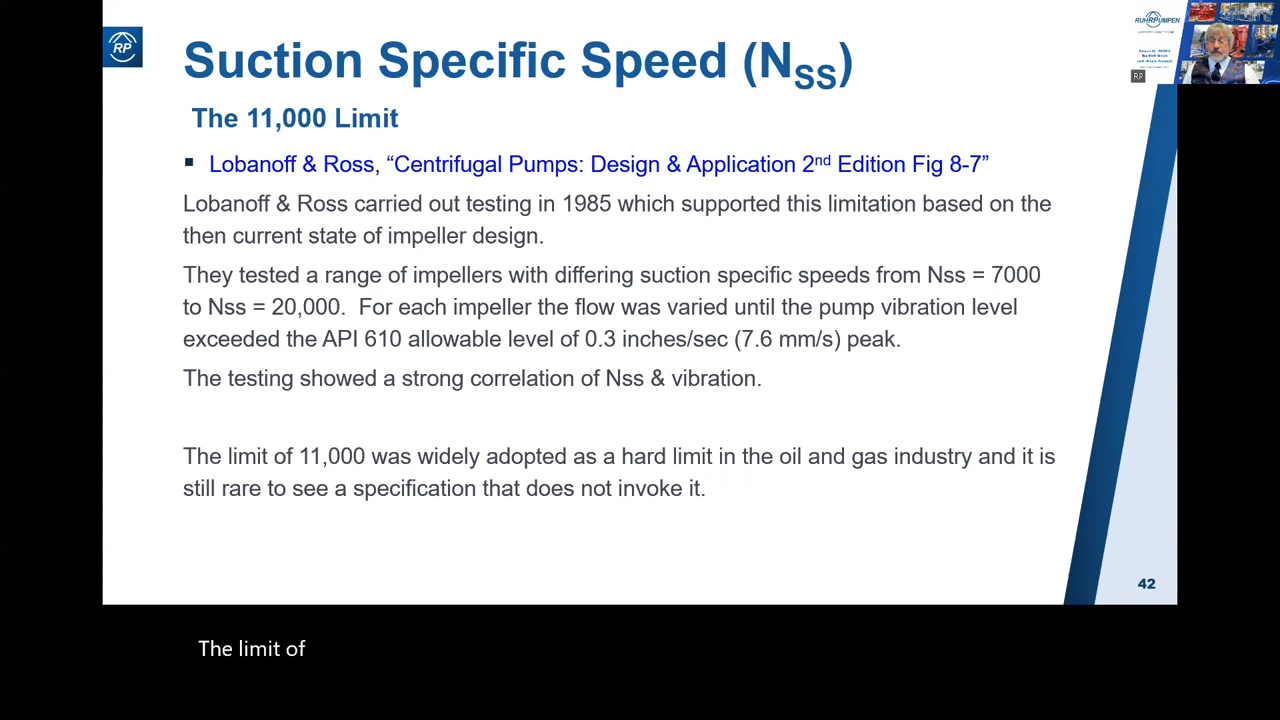 RP
Suction Specific Speed (NSS)
The 11,000 Limit
▪ Lobanoff & Ross, “Centrifugal Pumps: Design & Application 2nd Edition Fig 8-7”
Lobanoff & Ross carried out testing in 1985 which supported this limitation based on the
then current state of impeller design.
They tested a range of impellers with differing suction specific speeds from Nss = 7000
to Nss = 20,000. For each impeller the flow was varied until the pump vibration level
exceeded the API 610 allowable level of 0.3 inches/sec (7.6 mm/s) peak.
The testing showed a strong correlation of Nss & vibration.
The limit of 11,000 was widely adopted as a hard limit in the oil and gas industry and it is
still rare to see a specification that does not invoke it.
42
RUHRPUMPEN
RP
The limit of